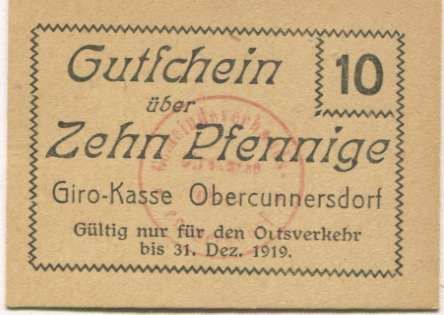 Gutſchein
10
über
Zehn Pfennige
Giro-Kasse Obercunnersdorf
Gültig nur für den Ortsverkehr
bis 31. Dez. 1919.